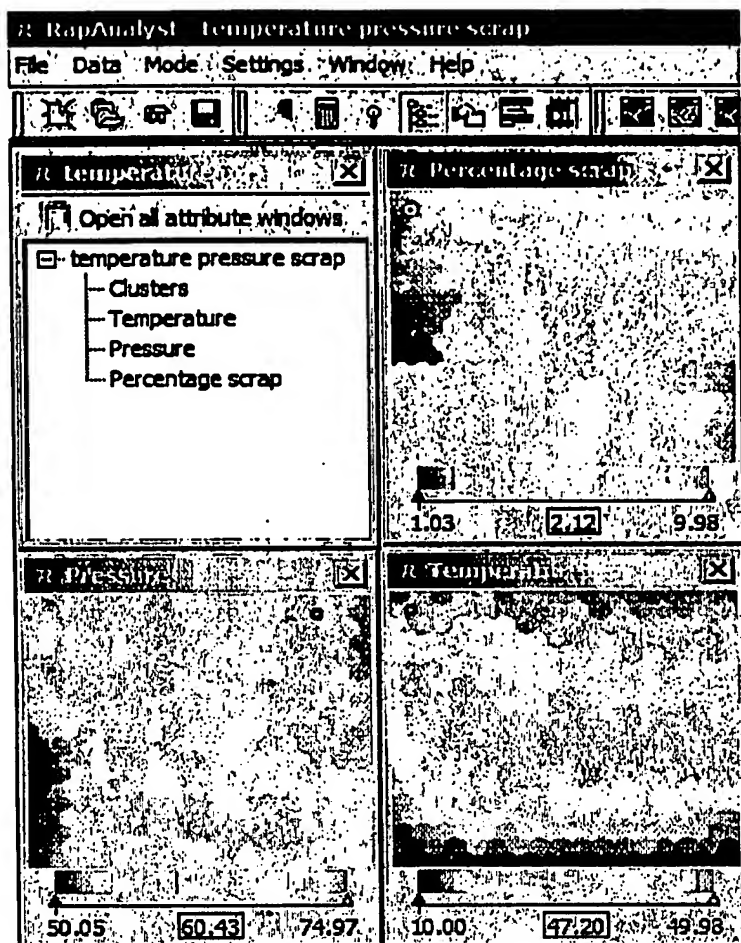 RapAnalyst temperature pressure scrap
File Data Mode Settings Window Help
temperature
Open all attribute windows
temperature pressure scrap
Clusters
Temperature
Pressure
Percentage scrap
Percentage scrap
1.03 2.12 9.98
Pressure
50.05 60.43 74.97
10.00 47.20 49.98